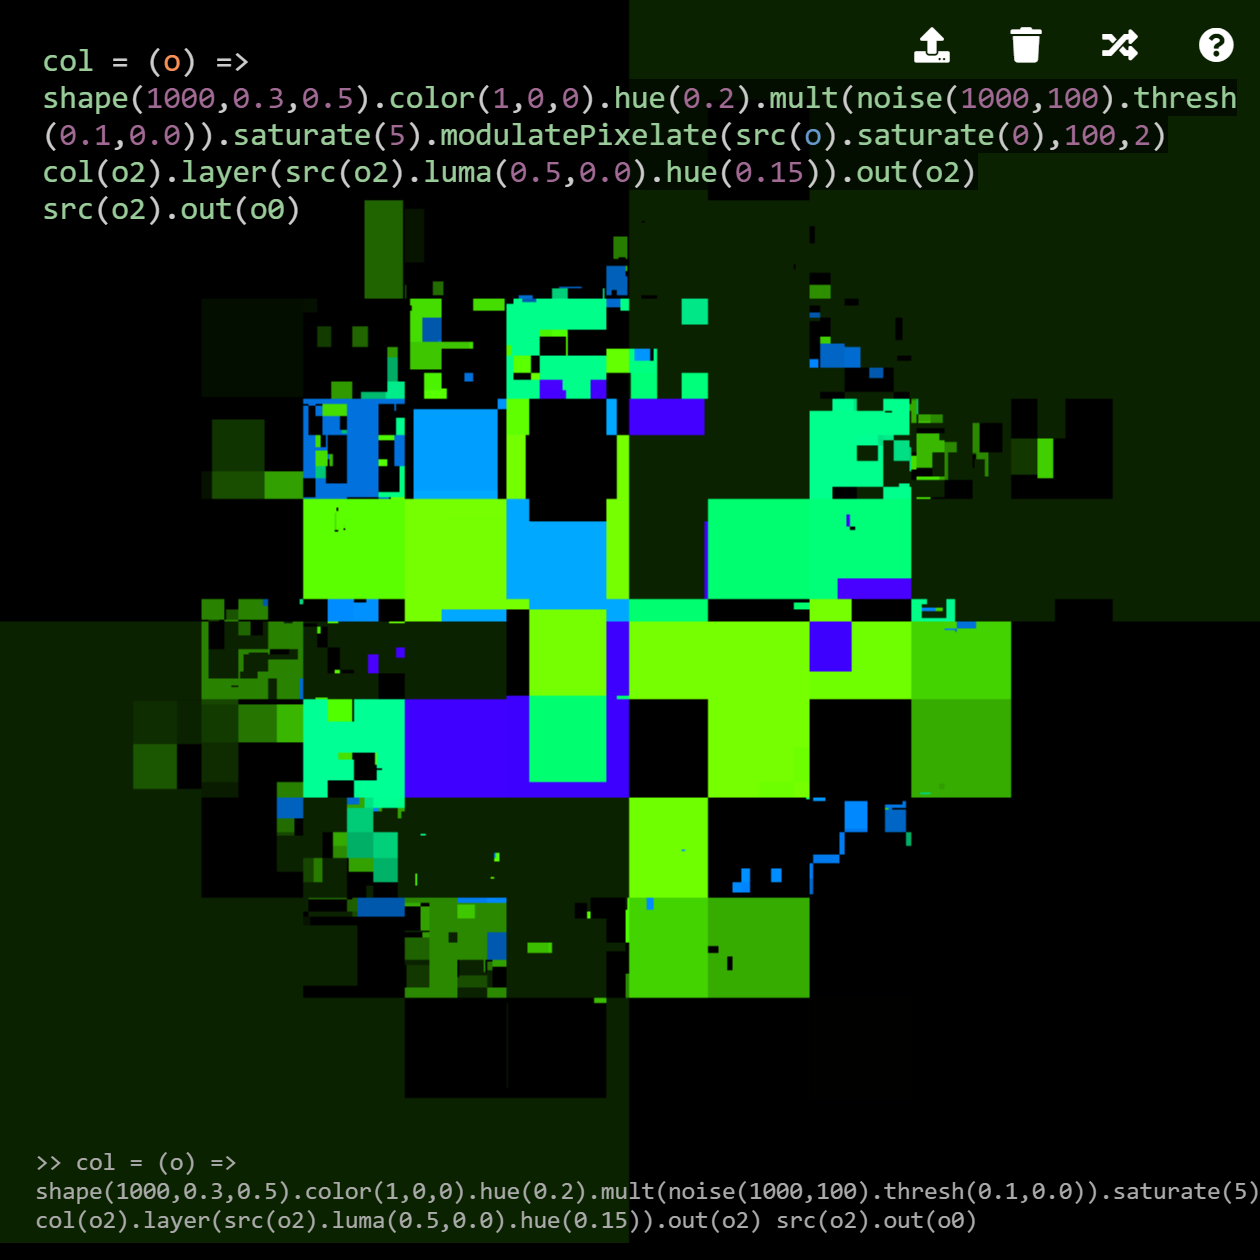 col = (o) =>
shape(1000,0.3,0.5).color(1,0,0).hue(0.2).mult(noise(1000,100).thresh
(0.1,0.0)).saturate(5).modulatePixelate(src(o).saturate(0),100,2)
col(o2).layer(src(o2).luma(0.5,0.0).hue(0.15)).out(o2)
src(o2).out(o0)
>> col = (o) =>
shape(1000,0.3,0.5).color(1,0,0).hue(0.2).mult(noise(1000,100).thresh(0.1,0.0)).saturate(5)
col(o2).layer(src(o2).luma(0.5,0.0).hue(0.15)).out(o2) src(o2).out(o0)